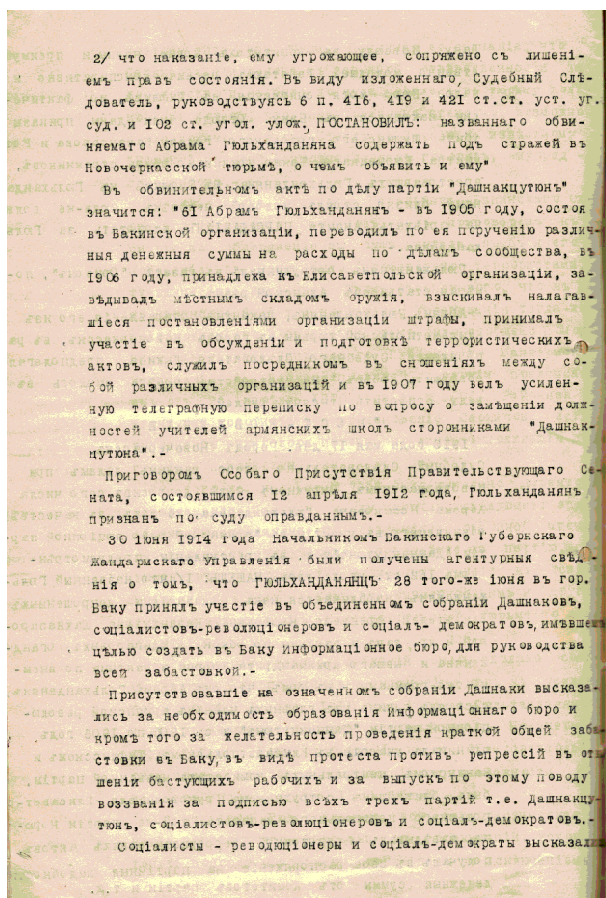 2/ что наказаніе, ему угрожающее, сопряжено съ лишені-
емъ правъ состоянія. Въ виду изложеннаго, Судебный Слѣ-
дователь, руководствуясь 6 п. 416, 419 и 421 ст.ст. уст. уг.
суд. и 102 ст. угол. улож., ПОСТАНОВИЛЪ: названнаго обви-
няемаго Абрама Гюльханданяна содержать подъ стражей въ
Новочеркасской тюрьмѣ, о чемъ объявить и ему"
Въ обвинительномъ актѣ по дѣлу партіи "Дашнакцутюнъ"
значится: "61 Абрамъ Гюльханданянъ - въ 1905 году, состоя
въ Бакинской организаціи, переводилъ по ея порученію различ-
ныя денежныя суммы на расходы по дѣламъ сообщества, въ
1906 году, принадлежа къ Елисаветпольской организаціи, за-
вѣдывалъ мѣстнымъ складомъ оружія, взыскивалъ налагав-
шіеся постановленіями организаціи штрафы, принималъ
участіе въ обсужденіи и подготовкѣ террористическихъ
актовъ, служилъ посредникомъ въ сношеніяхъ между со-
бой различныхъ организацій и въ 1907 году велъ усилен-
ную телеграфную переписку по вопросу о замѣщеніи долж-
ностей учителей армянскихъ школъ сторонниками "Дашнак-
цутюна".-
Приговоромъ Особаго Присутствія Правительствующаго Се-
ната, состоявшимся 12 апрѣля 1912 года, Гюльханданянъ
признанъ по суду оправданнымъ.-
30 іюня 1914 года Начальникомъ Бакинскаго Губернскаго
Жандармскаго Управленія были получены агентурныя свѣд-
нія о томъ, что ГЮЛЬХАНДАНЯНЦЪ 28 того-же іюня въ гор.
Баку принялъ участіе въ объединенномъ собраніи Дашнаковъ,
соціалистовъ-революціонеровъ и соціалъ- демократовъ, имѣвшемъ
цѣлью создать въ Баку Информаціонное бюро, для руководства
всей забастовкой.-
Присутствовавшіе на означенномъ собраніи Дашнаки высказа-
лись за необходимость образованія Информаціоннаго бюро и
кромѣ того за желательность проведенія краткой общей заба-
стовки въ Баку, въ видѣ протеста противъ репрессій въ отно-
шеніи бастующихъ рабочихъ и за выпускъ по этому поводу
воззванія за подписью всѣхъ трехъ партій т.е. Дашнакцу-
тюнъ, соціалистовъ-революціонеровъ и соціалъ-демократовъ.-
Соціалисты - революціонеры и соціалъ-демократы высказали